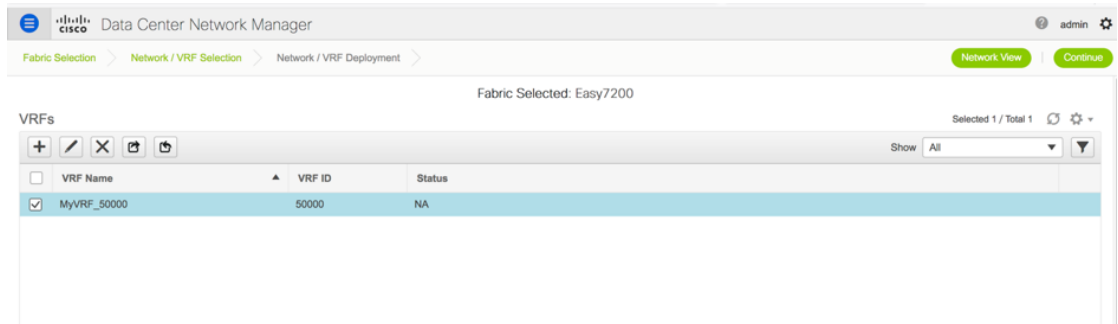 cisco Data Center Network Manager admin
Fabric Selection Network / VRF Selection Network / VRF Deployment Network View Continue
Fabric Selected: Easy7200
VRFs Selected 1 / Total 1
Show All
VRF Name VRF ID Status
MyVRF_50000 50000 NA